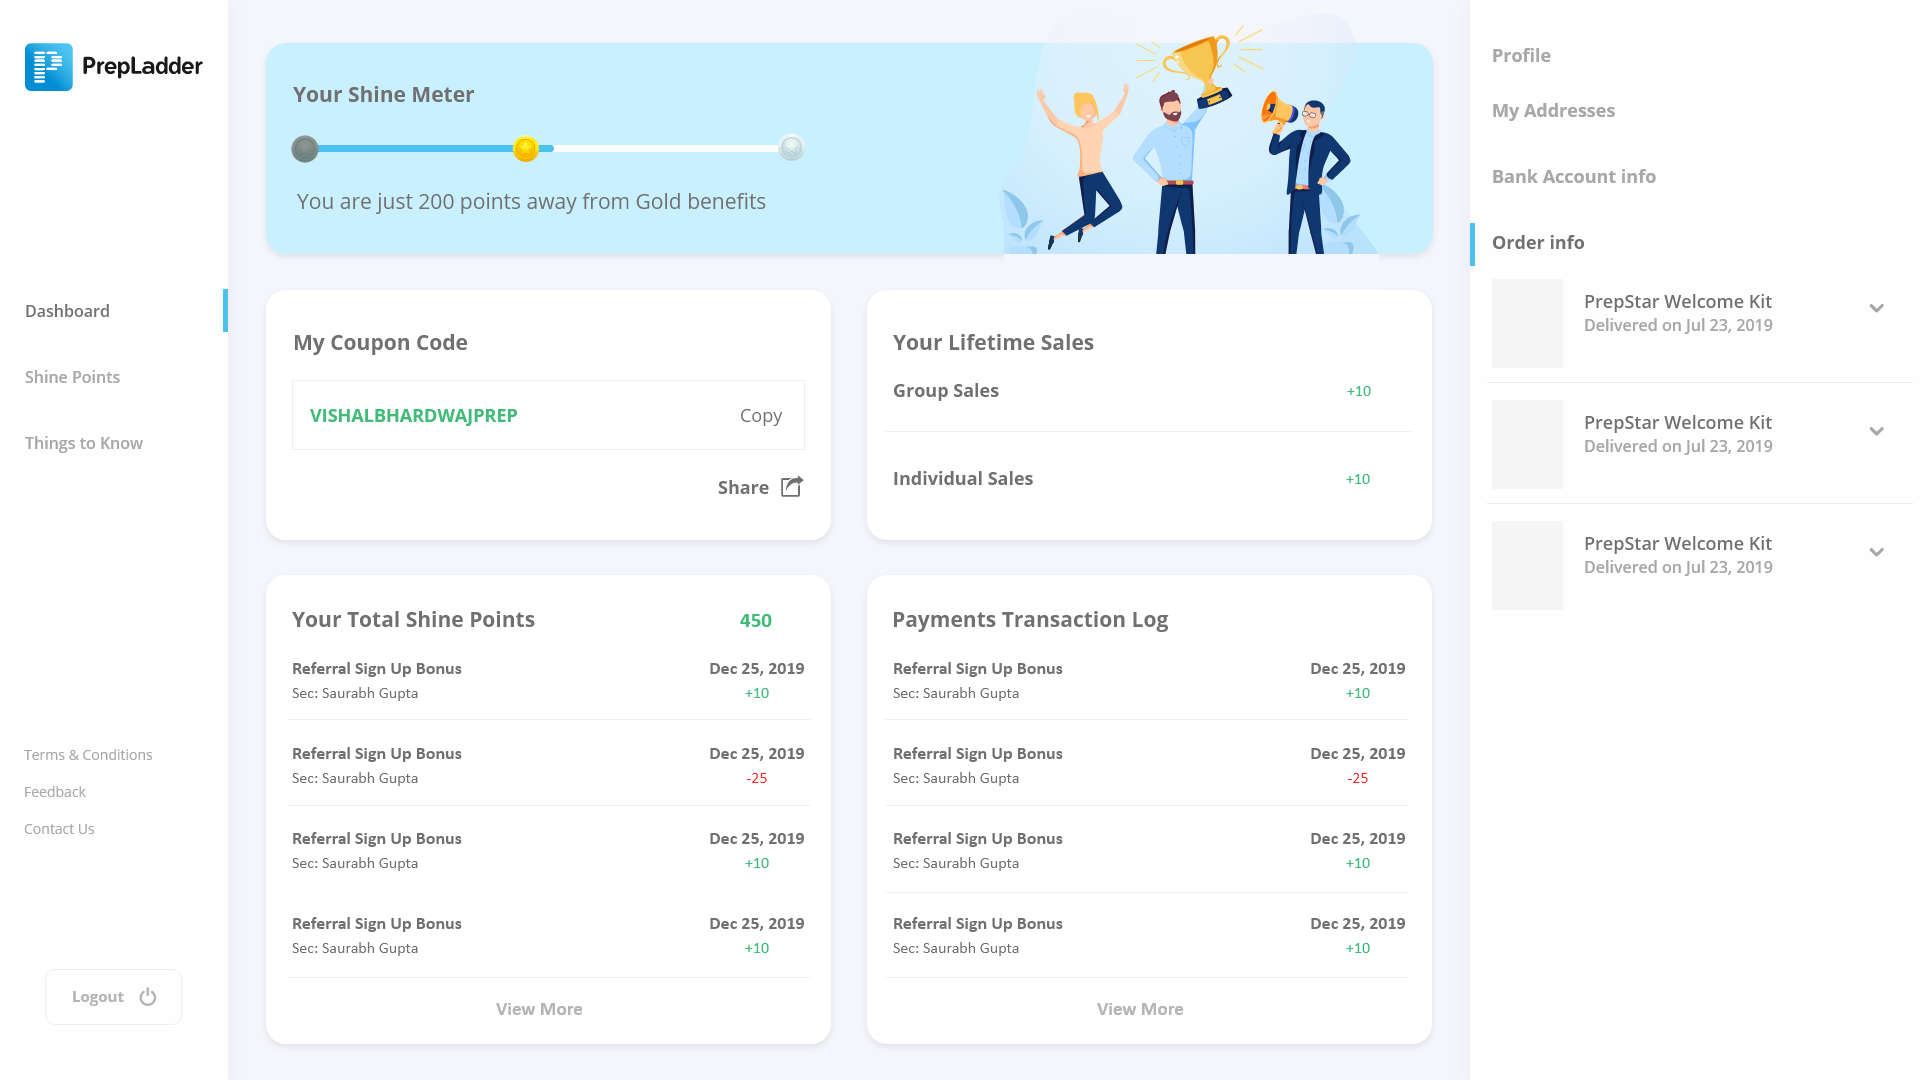 PrepLadder
Dashboard
Shine Points
Things to Know
Terms & Conditions
Feedback
Contact Us
Logout
Your Shine Meter
You are just 200 points away from Gold benefits
My Coupon Code
VISHALBHARDWAJPREP Copy
Share
Your Lifetime Sales
Group Sales +10
Individual Sales +10
Your Total Shine Points 450
Referral Sign Up Bonus Dec 25, 2019
Sec: Saurabh Gupta +10
Referral Sign Up Bonus Dec 25, 2019
Sec: Saurabh Gupta -25
Referral Sign Up Bonus Dec 25, 2019
Sec: Saurabh Gupta +10
Referral Sign Up Bonus Dec 25, 2019
Sec: Saurabh Gupta +10
View More
Payments Transaction Log
Referral Sign Up Bonus Dec 25, 2019
Sec: Saurabh Gupta +10
Referral Sign Up Bonus Dec 25, 2019
Sec: Saurabh Gupta -25
Referral Sign Up Bonus Dec 25, 2019
Sec: Saurabh Gupta +10
Referral Sign Up Bonus Dec 25, 2019
Sec: Saurabh Gupta +10
View More
Profile
My Addresses
Bank Account info
Order info
PrepStar Welcome Kit
Delivered on Jul 23, 2019
PrepStar Welcome Kit
Delivered on Jul 23, 2019
PrepStar Welcome Kit
Delivered on Jul 23, 2019